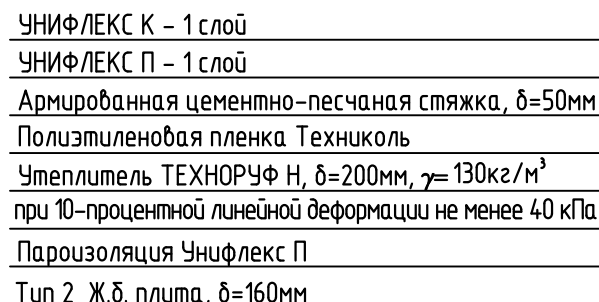 УНИФЛЕКС К – 1 слой
УНИФЛЕКС П – 1 слой
Армированная цементно-песчаная стяжка, δ=50мм
Полиэтиленовая пленка Техниколь
Утеплитель ТЕХНОРУФ Н, δ=200мм, γ=130кг/м³
при 10-процентной линейной деформации не менее 40 кПа
Пароизоляция Унифлекс П
Тип 2 Ж.б. плита, δ=160мм